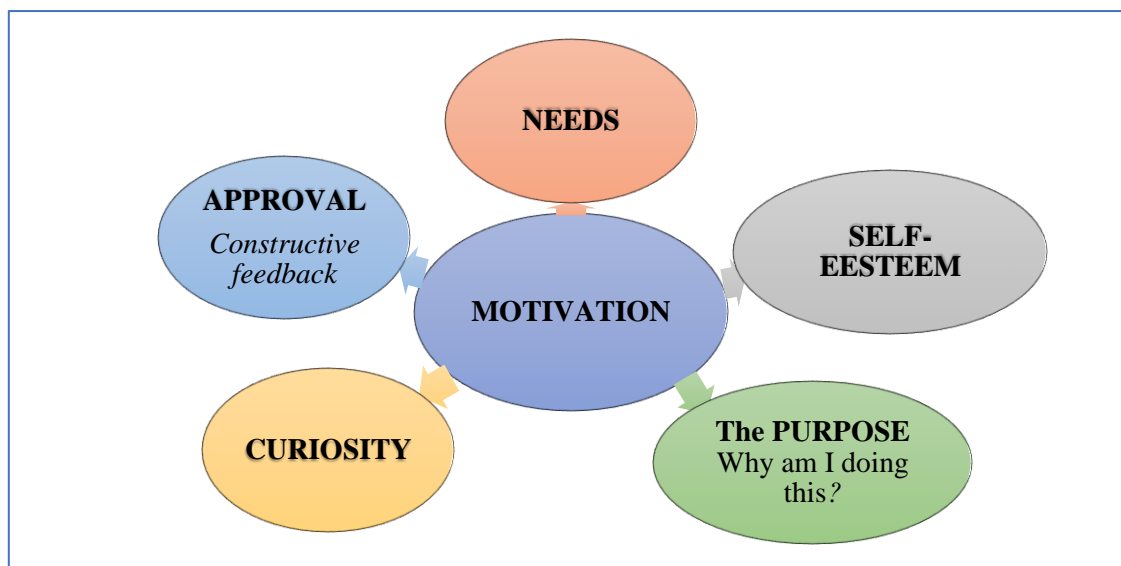 NEEDS
APPROVAL
Constructive
feedback
SELF-
EESTEEM
MOTIVATION
CURIOSITY
The PURPOSE
Why am I doing
this?